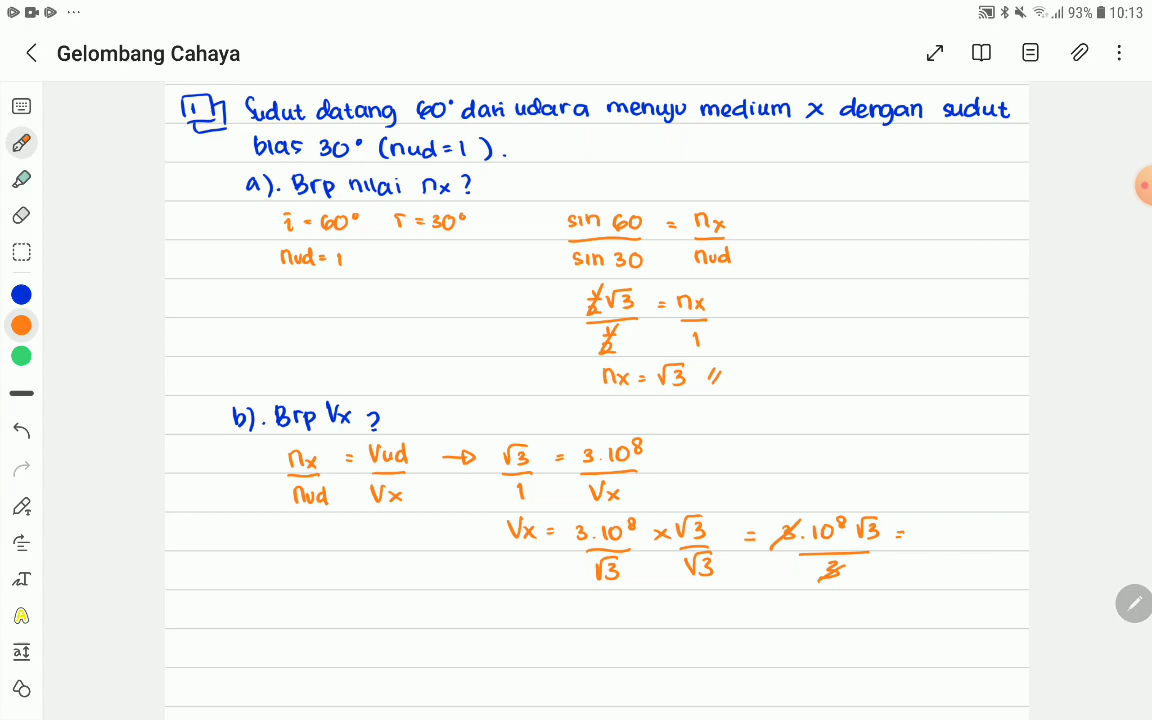 93% 10:13
Gelombang Cahaya
1 Sudut datang 60° dari udara menuju medium x dengan sudut
bias 30° (nud = 1 ).
a). Brp nilai nx ?
i = 60° r = 30°
nud = 1
sin 60 / sin 30 = nx / nud
½√3 / ½ = nx / 1
nx = √3 //
b). Brp Vx ?
nx / nud = Vud / Vx → √3 / 1 = 3.10⁸ / Vx
Vx = 3.10⁸ / √3 × √3 / √3 = 3.10⁸ √3 / 3 =